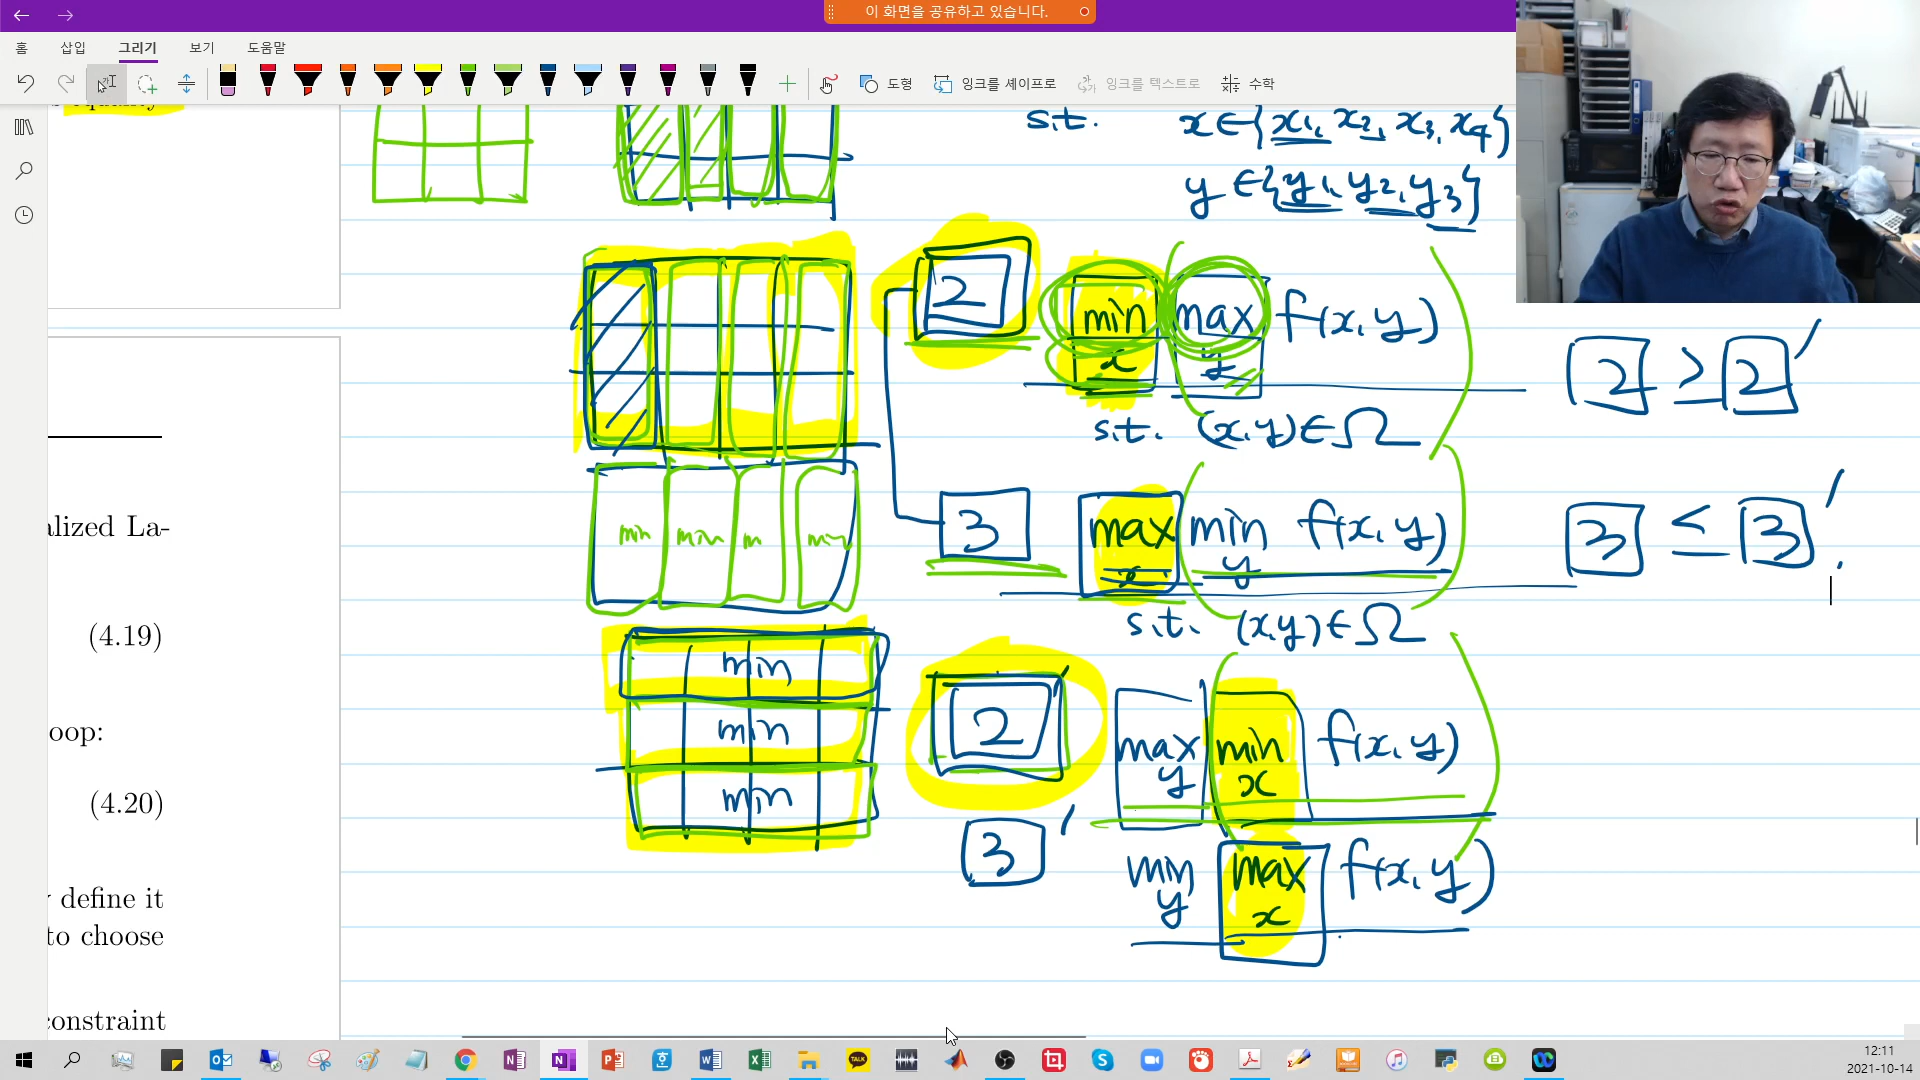 이 화면을 공유하고 있습니다.
홈 삽입 그리기 보기 도움말
도형 잉크를 셰이프로 잉크를 텍스트로 수학
equality
s.t. x∈{x1, x2, x3, x4}
y∈{y1, y2, y3}
2 min x max y f(x,y)
s.t. (x,y)∈Ω
2 ≥ 2′
3 max x min y f(x,y)
s.t. (x,y)∈Ω
3 ≤ 3′
min min m min
min
min
min
2′ max y min x f(x,y)
3′ min y max x f(x,y)
alized La-
(4.19)
oop:
(4.20)
define it
to choose
constraint
12:11
2021-10-14